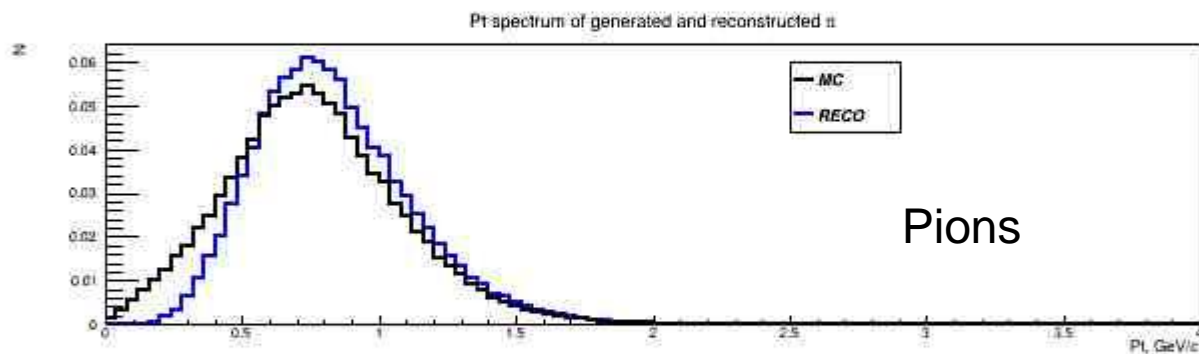 Pt spectrum of generated and reconstructed π
N
0.06
0.05
0.04
0.03
0.02
0.01
0
MC
RECO
Pions
0 0.5 1 1.5 2 2.5 3 3.5 4
Pt, GeV/c